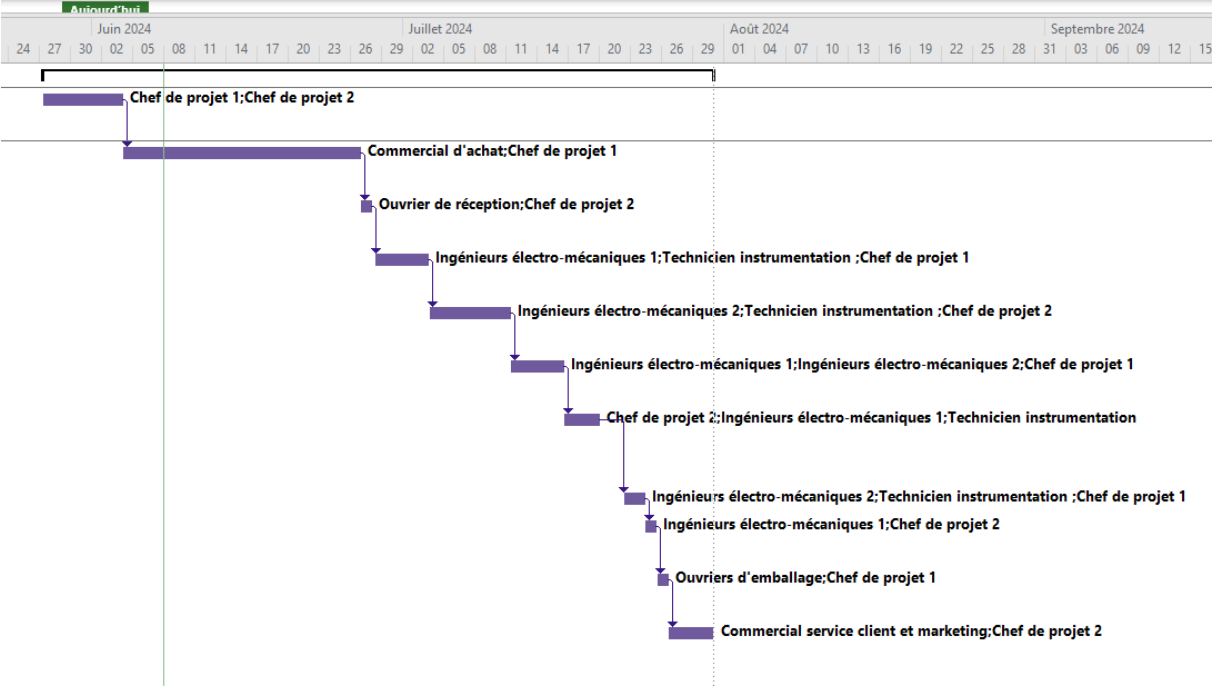 Aujourd'hui
Juin 2024 Juillet 2024 Août 2024 Septembre 2024
24 27 30 02 05 08 11 14 17 20 23 26 29 02 05 08 11 14 17 20 23 26 29 01 04 07 10 13 16 19 22 25 28 31 03 06 09 12 15
Chef de projet 1;Chef de projet 2
Commercial d'achat;Chef de projet 1
Ouvrier de réception;Chef de projet 2
Ingénieurs électro-mécaniques 1;Technicien instrumentation ;Chef de projet 1
Ingénieurs électro-mécaniques 2;Technicien instrumentation ;Chef de projet 2
Ingénieurs électro-mécaniques 1;Ingénieurs électro-mécaniques 2;Chef de projet 1
Chef de projet 2;Ingénieurs électro-mécaniques 1;Technicien instrumentation
Ingénieurs électro-mécaniques 2;Technicien instrumentation ;Chef de projet 1
Ingénieurs électro-mécaniques 1;Chef de projet 2
Ouvriers d'emballage;Chef de projet 1
Commercial service client et marketing;Chef de projet 2